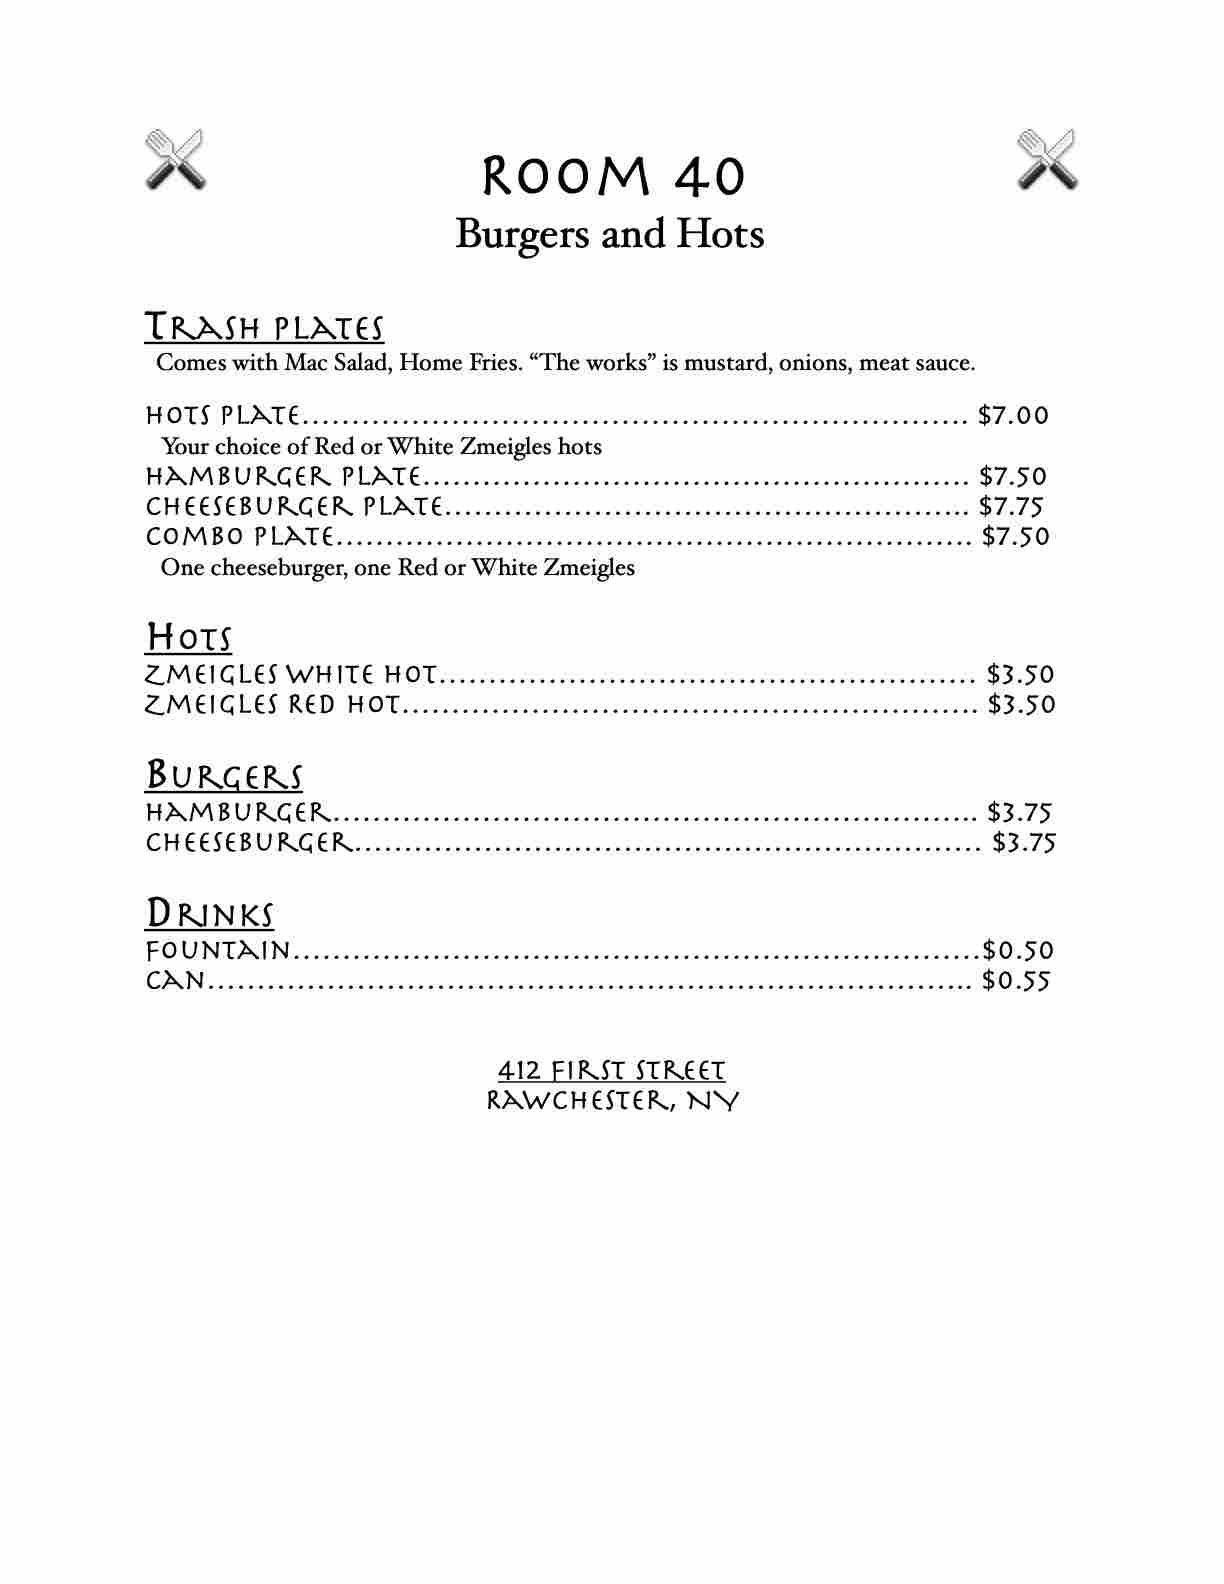 ROOM 40
Burgers and Hots
TRASH PLATES
Comes with Mac Salad, Home Fries. “The works” is mustard, onions, meat sauce.
HOTS PLATE.................................................................. $7.00
Your choice of Red or White Zmeigles hots
HAMBURGER PLATE...................................................... $7.50
CHEESEBURGER PLATE.................................................... $7.75
COMBO PLATE............................................................... $7.50
One cheeseburger, one Red or White Zmeigles
HOTS
ZMEIGLES WHITE HOT..................................................... $3.50
ZMEIGLES RED HOT......................................................... $3.50
BURGERS
HAMBURGER................................................................ $3.75
CHEESEBURGER.............................................................. $3.75
DRINKS
FOUNTAIN....................................................................$0.50
CAN............................................................................ $0.55
412 FIRST STREET
RAWCHESTER, NY